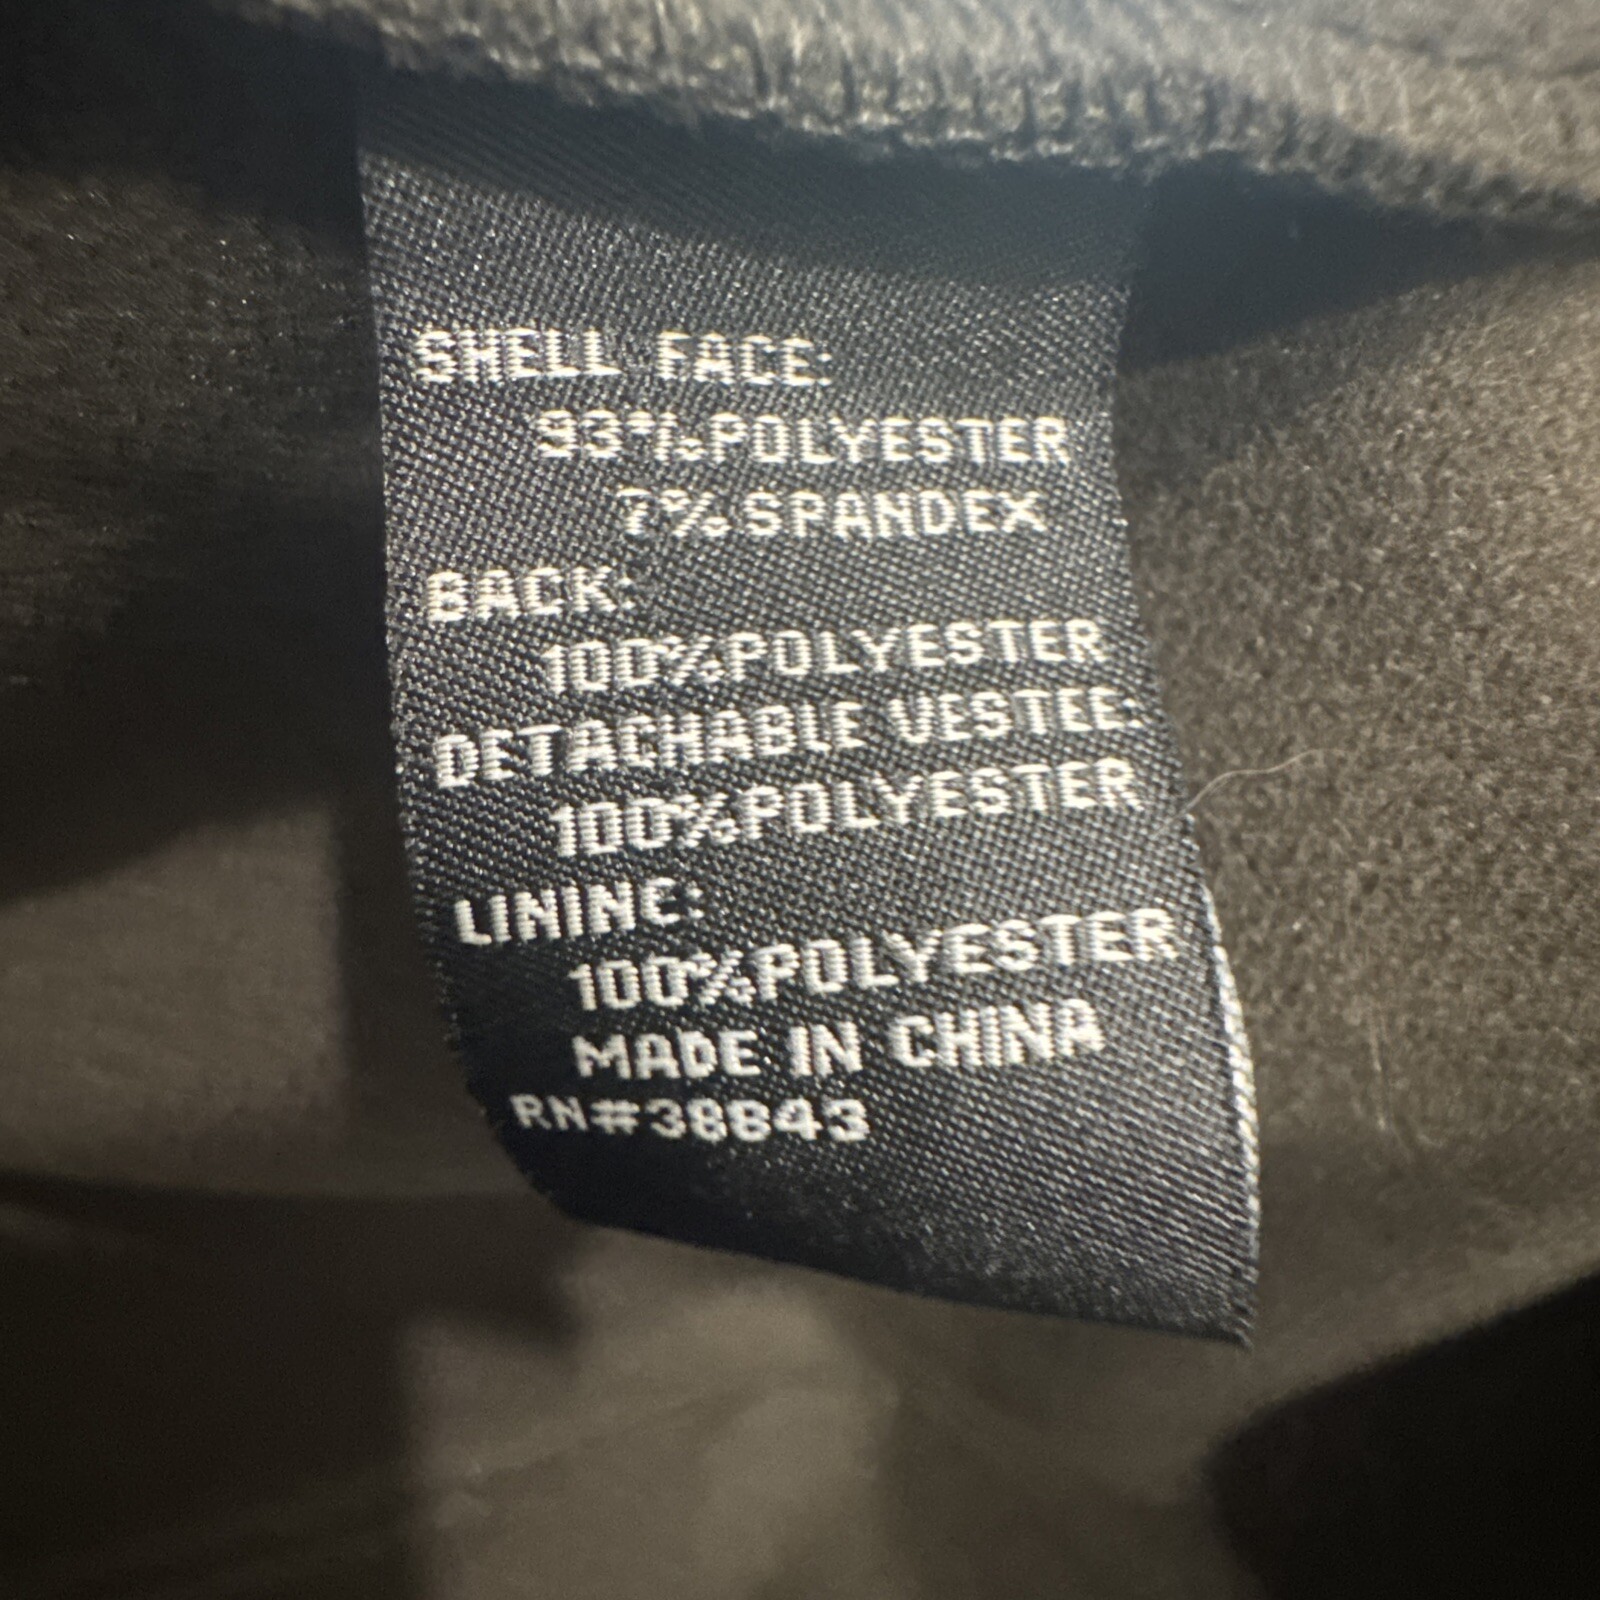 SHELL FACE:
93%POLYESTER
7%SPANDEX
BACK:
100%POLYESTER
DETACHABLE VESTEE:
100%POLYESTER
LININE:
100%POLYESTER
MADE IN CHINA
RN#38843